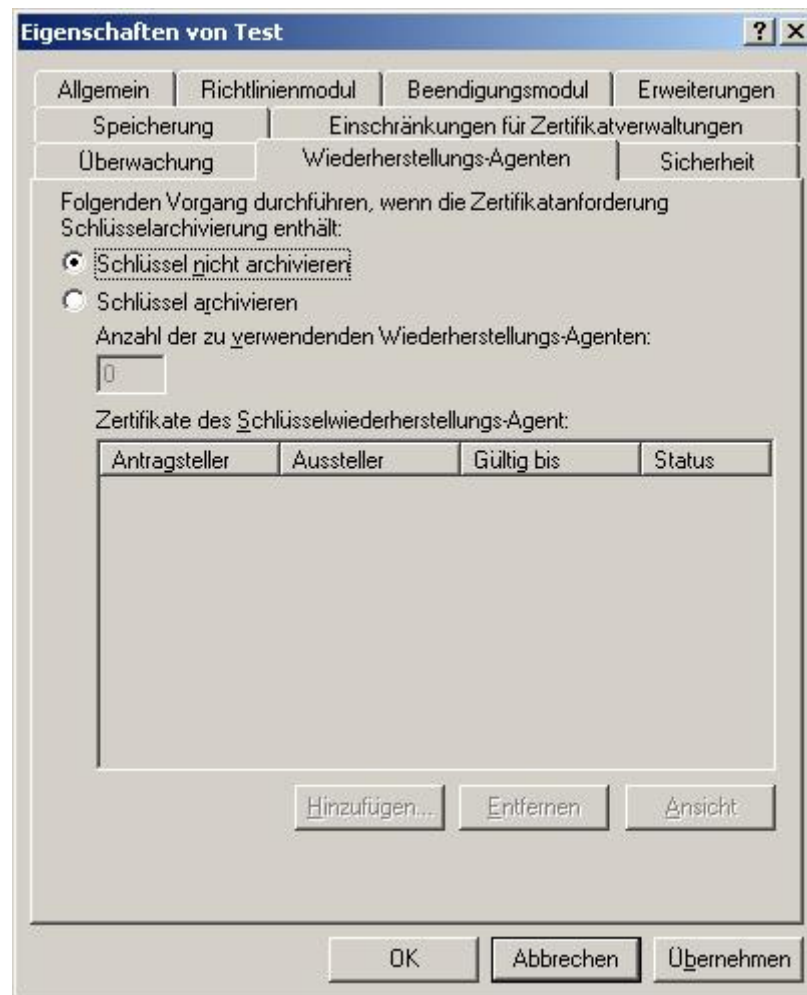 Eigenschaften von Test
Allgemein Richtlinienmodul Beendigungsmodul Erweiterungen
Speicherung Einschränkungen für Zertifikatverwaltungen
Überwachung Wiederherstellungs-Agenten Sicherheit
Folgenden Vorgang durchführen, wenn die Zertifikatanforderung
Schlüsselarchivierung enthält:
Schlüssel nicht archivieren
Schlüssel archivieren
Anzahl der zu verwendenden Wiederherstellungs-Agenten:
0
Zertifikate des Schlüsselwiederherstellungs-Agent:
Antragsteller Aussteller Gültig bis Status
Hinzufügen... Entfernen Ansicht
OK Abbrechen Übernehmen